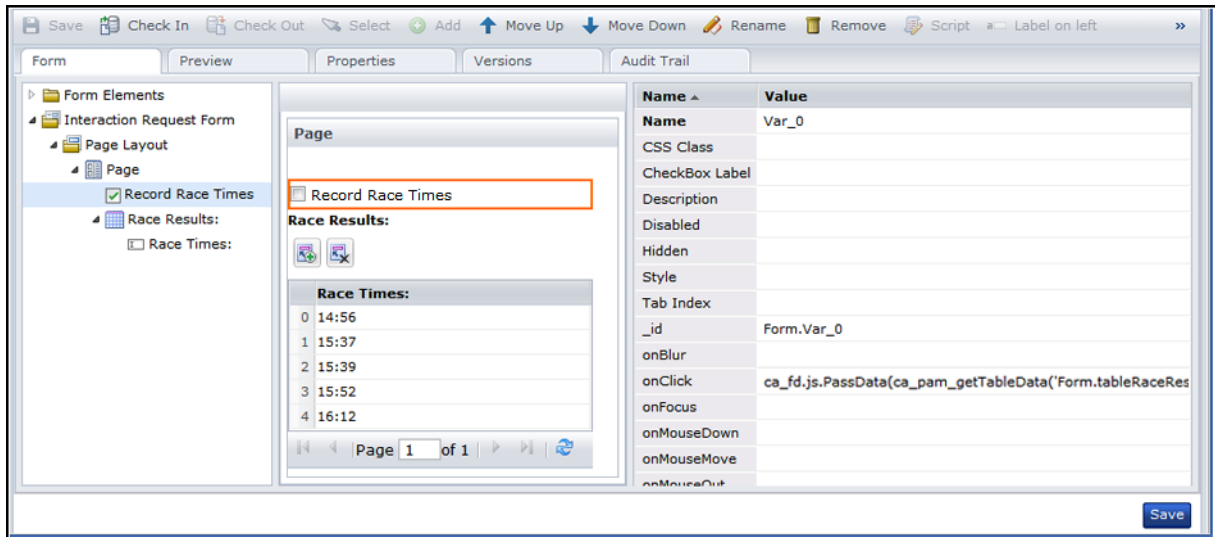 Save Check In Check Out Select Add Move Up Move Down Rename Remove Script Label on left »
Form Preview Properties Versions Audit Trail
Form Elements
Interaction Request Form
Page Layout
Page
Record Race Times
Race Results:
Race Times:
Page
Record Race Times
Race Results:
Race Times:
0 14:56
1 15:37
2 15:39
3 15:52
4 16:12
Page 1 of 1
Name Value
Name Var_0
CSS Class
CheckBox Label
Description
Disabled
Hidden
Style
Tab Index
_id Form.Var_0
onBlur
onClick ca_fd.js.PassData(ca_pam_getTableData('Form.tableRaceRes
onFocus
onMouseDown
onMouseMove
onMouseOut
Save